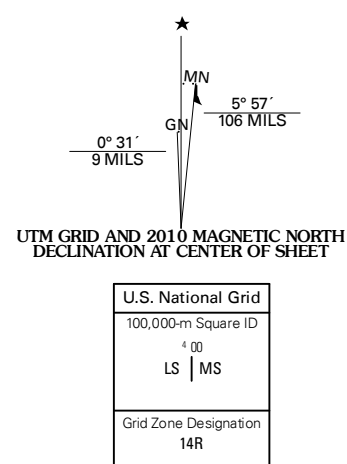 ★
MN
GN
5° 57´
106 MILS
0° 31´
9 MILS
UTM GRID AND 2010 MAGNETIC NORTH
DECLINATION AT CENTER OF SHEET
U.S. National Grid
100,000-m Square ID
4 00
LS | MS
Grid Zone Designation
14R